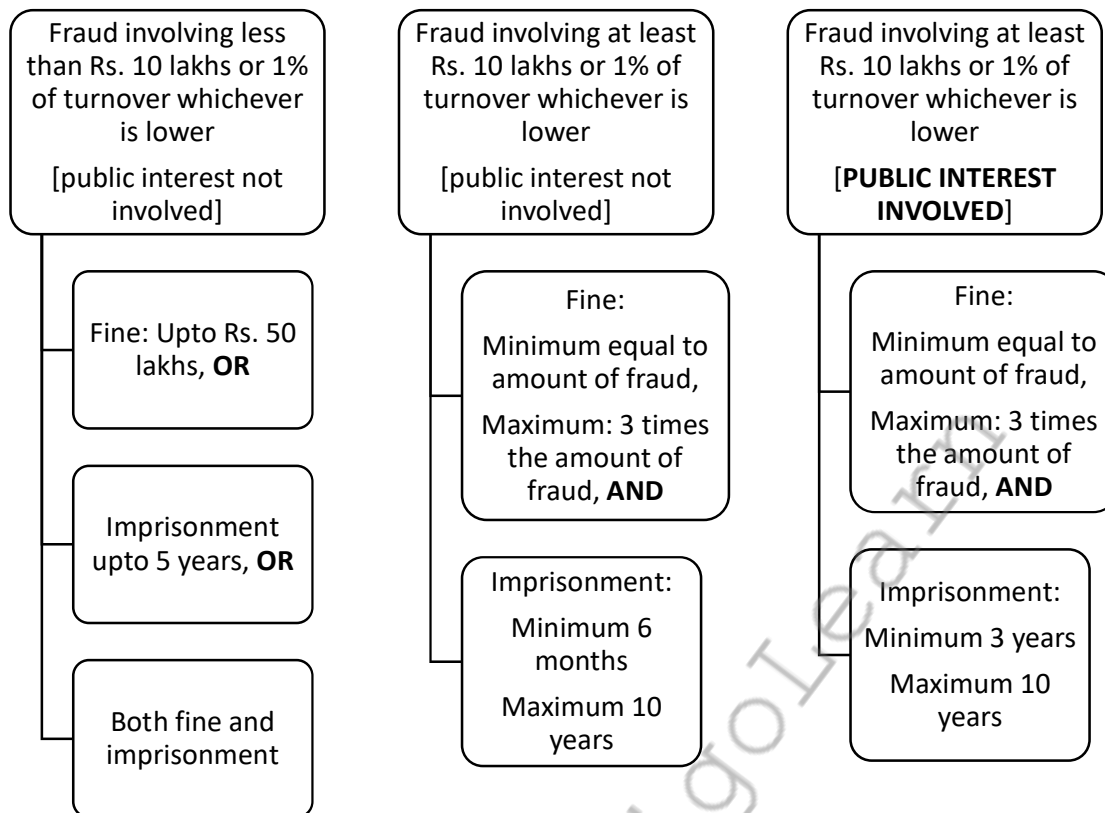 Fraud involving less
than Rs. 10 lakhs or 1%
of turnover whichever
is lower
[public interest not
involved]
Fine: Upto Rs. 50
lakhs, OR
Imprisonment
upto 5 years, OR
Both fine and
imprisonment
Fraud involving at least
Rs. 10 lakhs or 1% of
turnover whichever is
lower
[public interest not
involved]
Fine:
Minimum equal to
amount of fraud,
Maximum: 3 times
the amount of
fraud, AND
Imprisonment:
Minimum 6
months
Maximum 10
years
Fraud involving at least
Rs. 10 lakhs or 1% of
turnover whichever is
lower
[PUBLIC INTEREST
INVOLVED]
Fine:
Minimum equal to
amount of fraud,
Maximum: 3 times
the amount of
fraud, AND
Imprisonment:
Minimum 3 years
Maximum 10
years
goLearn